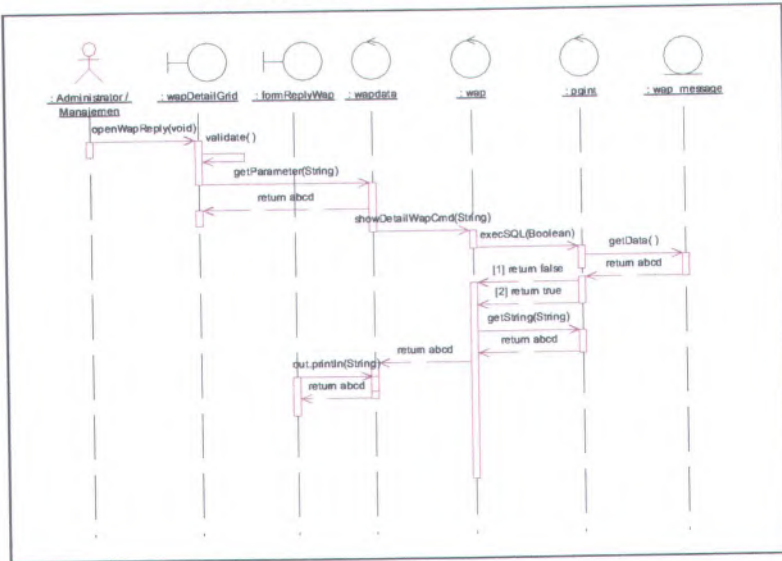 : Administrator /
Manajemen
: wapDetailGrid
: formReplyWap
: wapdata
: wap
: pgint
: wap_message
openWapReply(void)
validate( )
getParameter(String)
return abcd
showDetailWapCmd(String)
execSQL(Boolean)
getData( )
return abcd
[1] return false
[2] return true
getString(String)
return abcd
return abcd
out.println(String)
return abcd